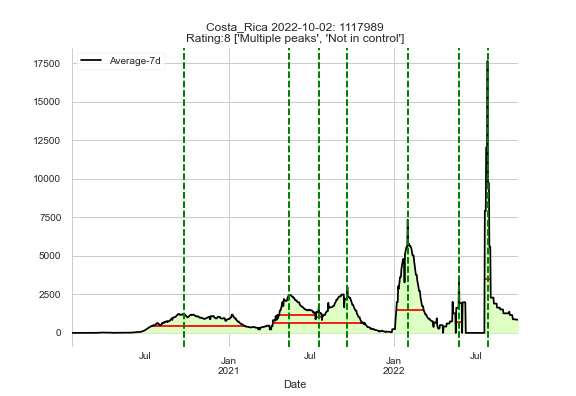 Costa_Rica 2022-10-02: 1117989
Rating:8 ['Multiple peaks', 'Not in control']
Average-7d
17500
15000
12500
10000
7500
5000
2500
0
Jul
Jan
2021
Jul
Jan
2022
Jul
Date